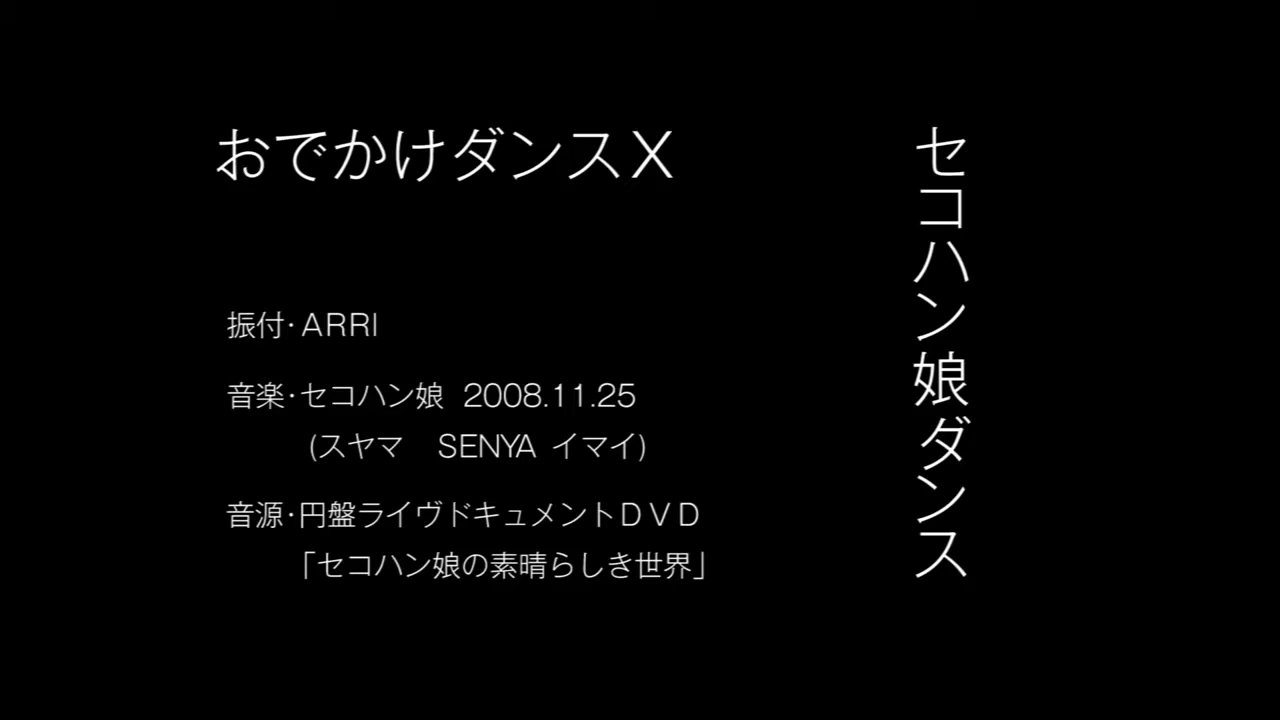 セコハン娘ダンス
おでかけダンスX
振付・ARRI
音楽・セコハン娘 2008.11.25
(スヤマ SENYA イマイ)
音源・円盤ライヴドキュメントDVD
「セコハン娘の素晴らしき世界」